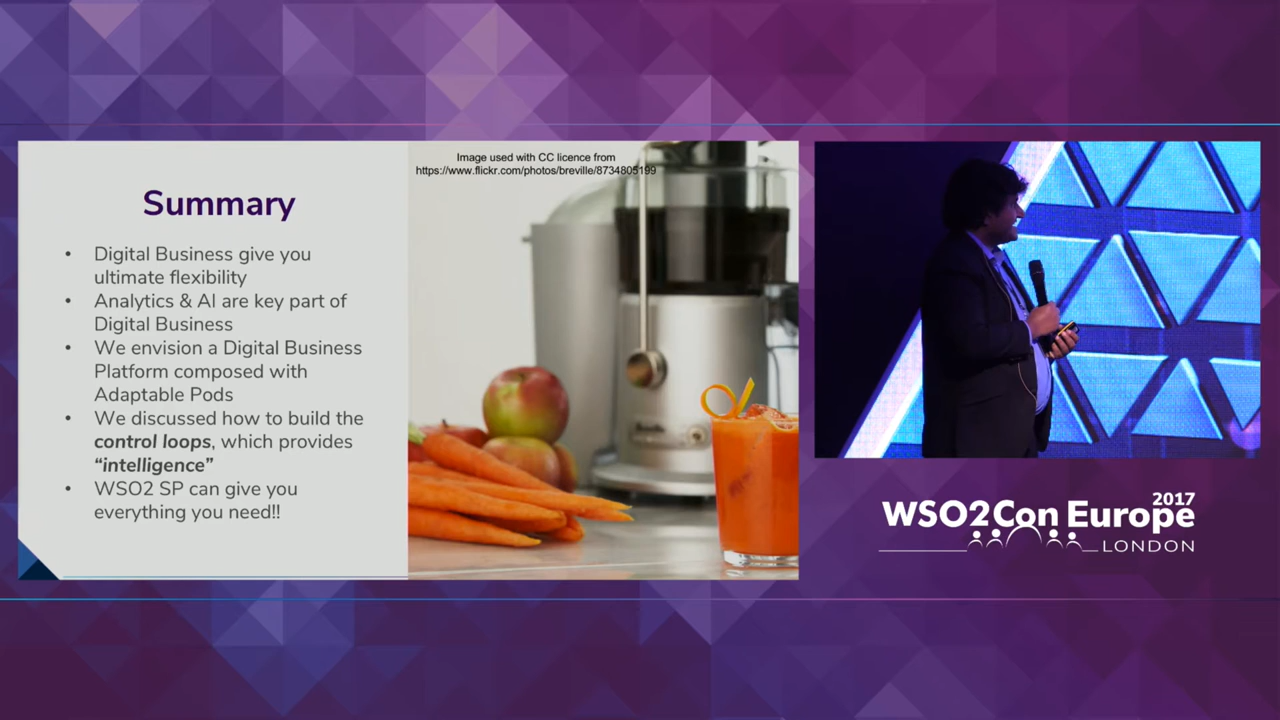 Image used with CC licence from
https://www.flickr.com/photos/breville/8734805199
Summary
• Digital Business give you
ultimate flexibility
• Analytics & AI are key part of
Digital Business
• We envision a Digital Business
Platform composed with
Adaptable Pods
• We discussed how to build the
control loops, which provides
“intelligence”
• WSO2 SP can give you
everything you need!!
2017
WSO2Con Europe
LONDON